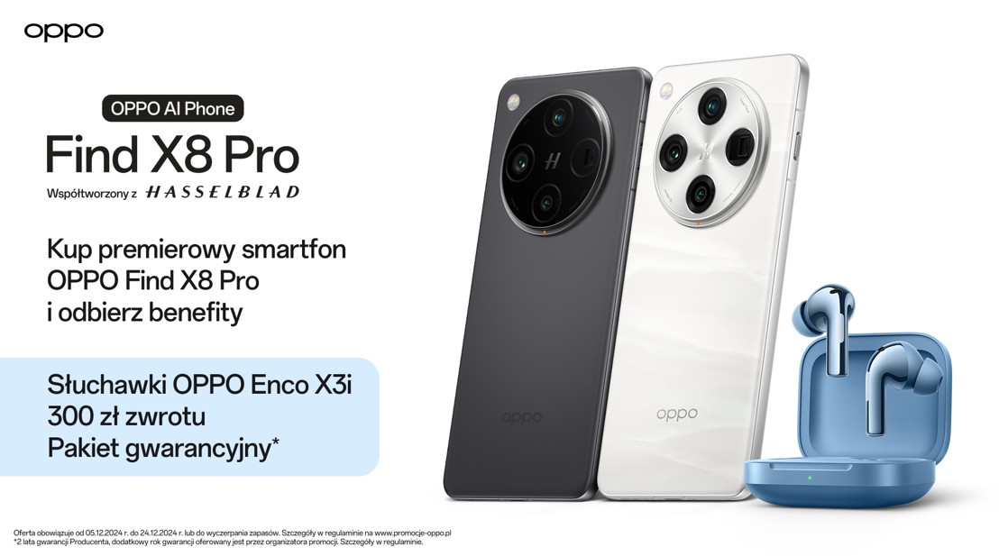 oppo
OPPO AI Phone
Find X8 Pro
Współtworzony z HASSELBLAD
Kup premierowy smartfon
OPPO Find X8 Pro
i odbierz benefity
Słuchawki OPPO Enco X3i
300 zł zwrotu
Pakiet gwarancyjny*
H
H
oppo
oppo
Oferta obowiązuje od 05.12.2024 r. do 24.12.2024 r. lub do wyczerpania zapasów. Szczegóły w regulaminie na www.promocje-oppo.pl
*2 lata gwarancji Producenta, dodatkowy rok gwarancji oferowany jest przez organizatora promocji. Szczegóły w regulaminie.